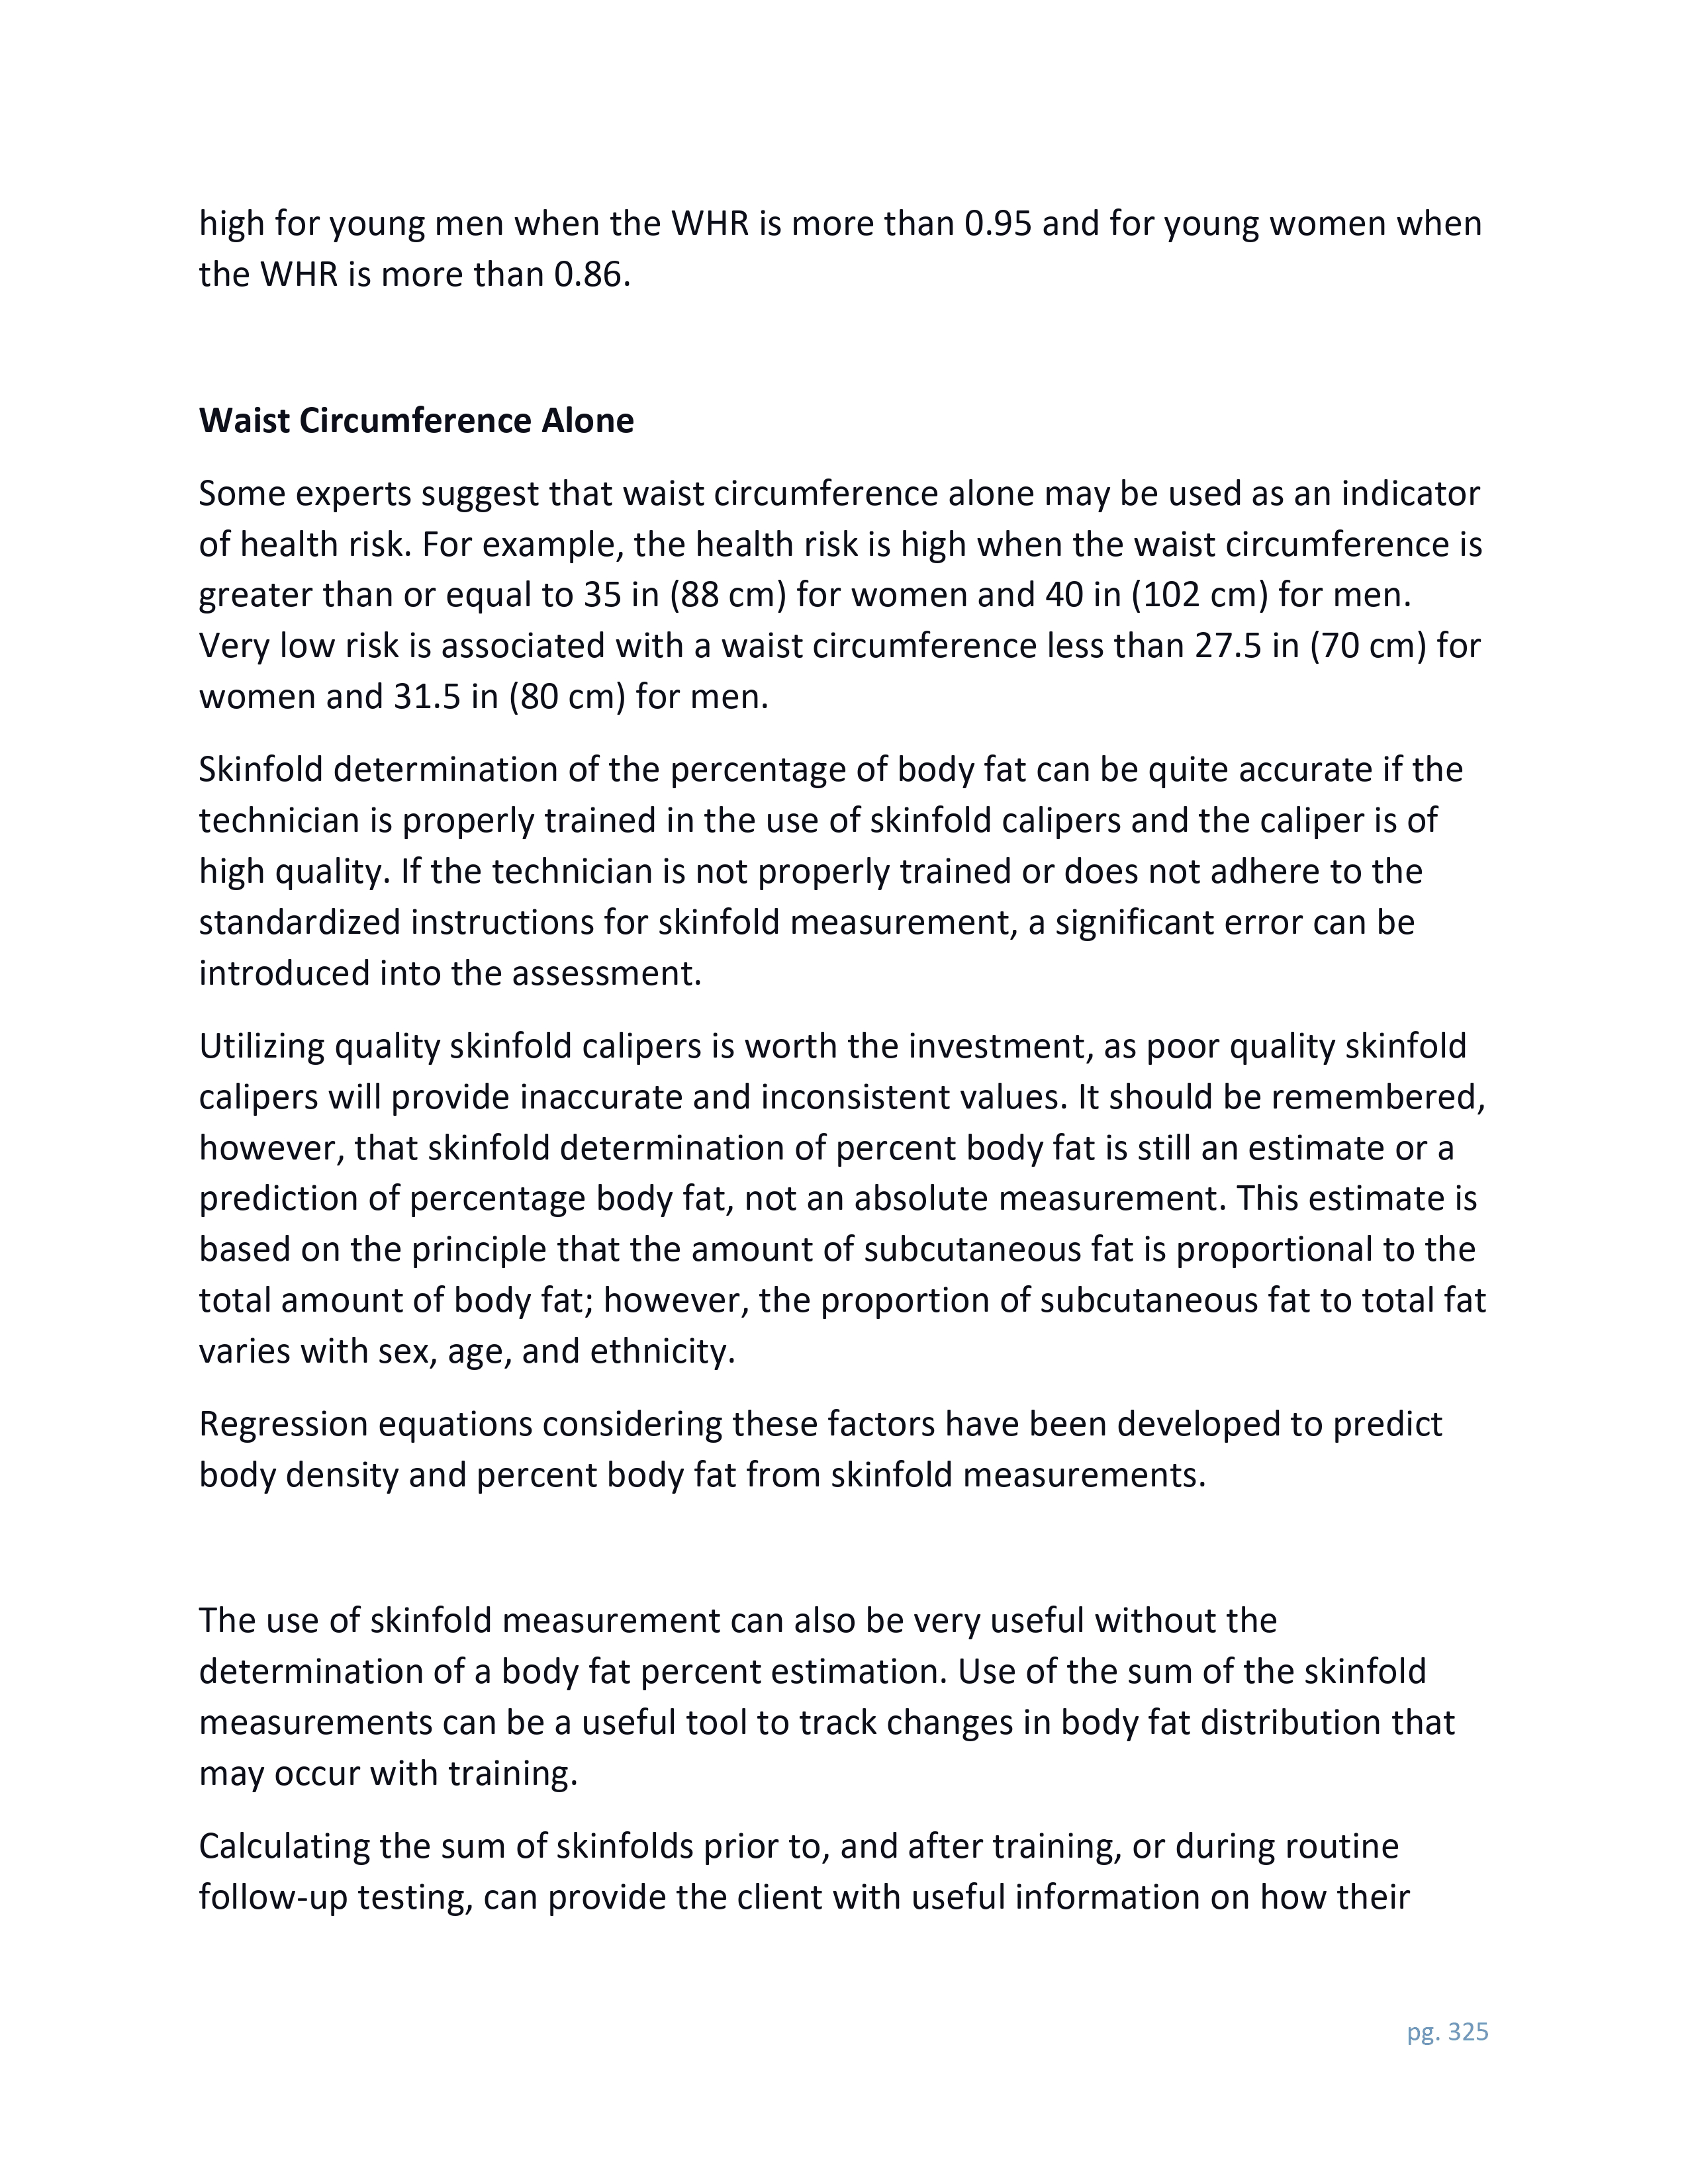 high for young men when the WHR is more than 0.95 and for young women when
the WHR is more than 0.86.
Waist Circumference Alone
Some experts suggest that waist circumference alone may be used as an indicator
of health risk. For example, the health risk is high when the waist circumference is
greater than or equal to 35 in (88 cm) for women and 40 in (102 cm) for men.
Very low risk is associated with a waist circumference less than 27.5 in (70 cm) for
women and 31.5 in (80 cm) for men.
Skinfold determination of the percentage of body fat can be quite accurate if the
technician is properly trained in the use of skinfold calipers and the caliper is of
high quality. If the technician is not properly trained or does not adhere to the
standardized instructions for skinfold measurement, a significant error can be
introduced into the assessment.
Utilizing quality skinfold calipers is worth the investment, as poor quality skinfold
calipers will provide inaccurate and inconsistent values. It should be remembered,
however, that skinfold determination of percent body fat is still an estimate or a
prediction of percentage body fat, not an absolute measurement. This estimate is
based on the principle that the amount of subcutaneous fat is proportional to the
total amount of body fat; however, the proportion of subcutaneous fat to total fat
varies with sex, age, and ethnicity.
Regression equations considering these factors have been developed to predict
body density and percent body fat from skinfold measurements.
The use of skinfold measurement can also be very useful without the
determination of a body fat percent estimation. Use of the sum of the skinfold
measurements can be a useful tool to track changes in body fat distribution that
may occur with training.
Calculating the sum of skinfolds prior to, and after training, or during routine
follow-up testing, can provide the client with useful information on how their
pg. 325